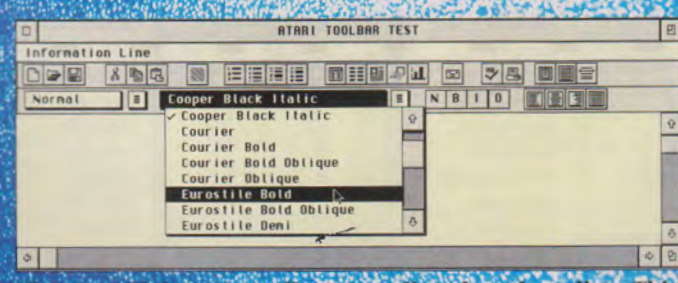 ATARI TOOLBAR TEST
Information Line
Normal
Cooper Black Italic
N B I O
✓ Cooper Black Italic
Courier
Courier Bold
Courier Bold Oblique
Courier Oblique
Eurostile Bold
Eurostile Bold Oblique
Eurostile Demi